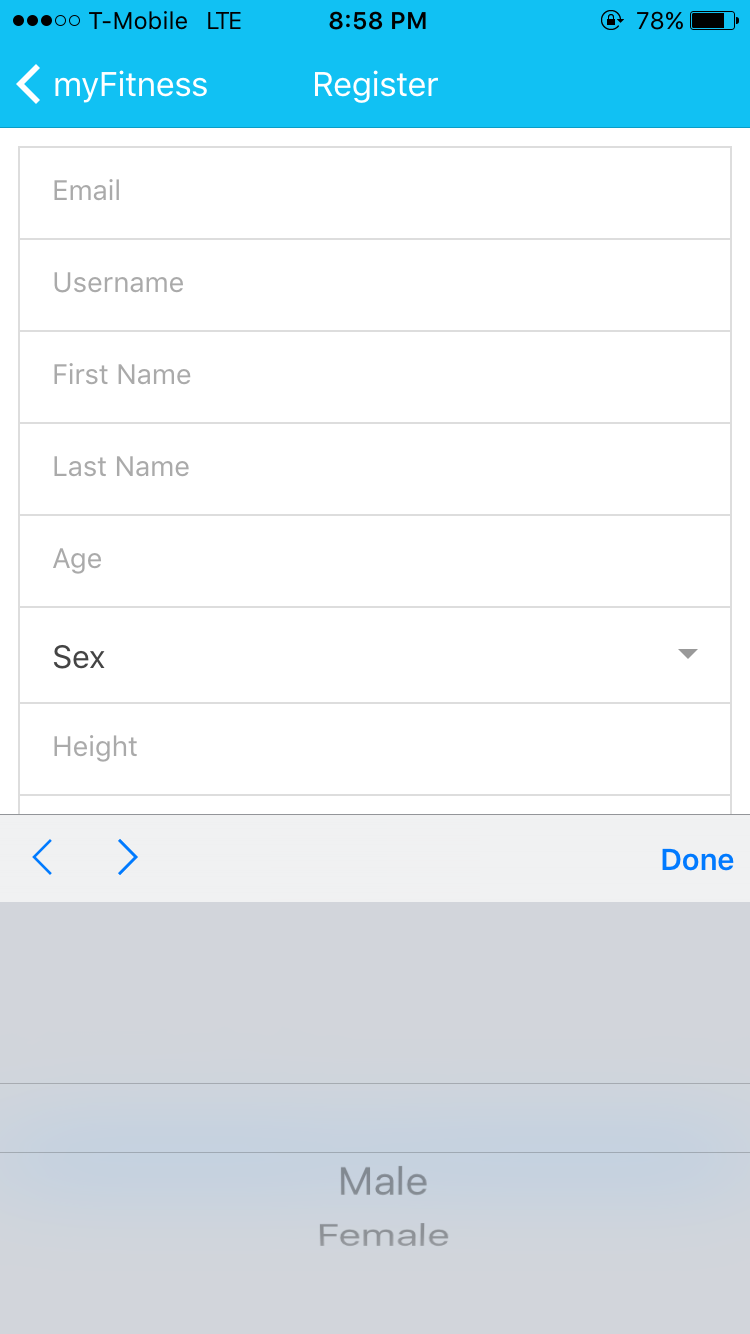 T-Mobile LTE 8:58 PM 78%
myFitness Register
Email
Username
First Name
Last Name
Age
Sex
Height
Done
Male
Female